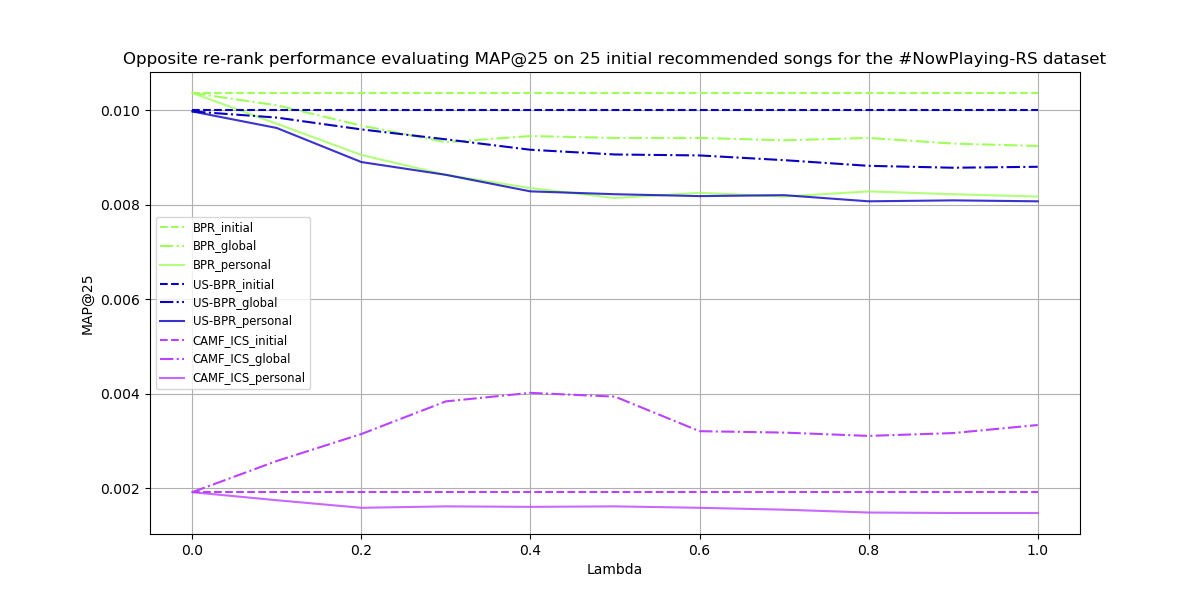 Opposite re-rank performance evaluating MAP@25 on 25 initial recommended songs for the #NowPlaying-RS dataset
0.010
0.008
0.006
0.004
0.002
MAP@25
BPR_initial
BPR_global
BPR_personal
US-BPR_initial
US-BPR_global
US-BPR_personal
CAMF_ICS_initial
CAMF_ICS_global
CAMF_ICS_personal
0.0 0.2 0.4 0.6 0.8 1.0
Lambda